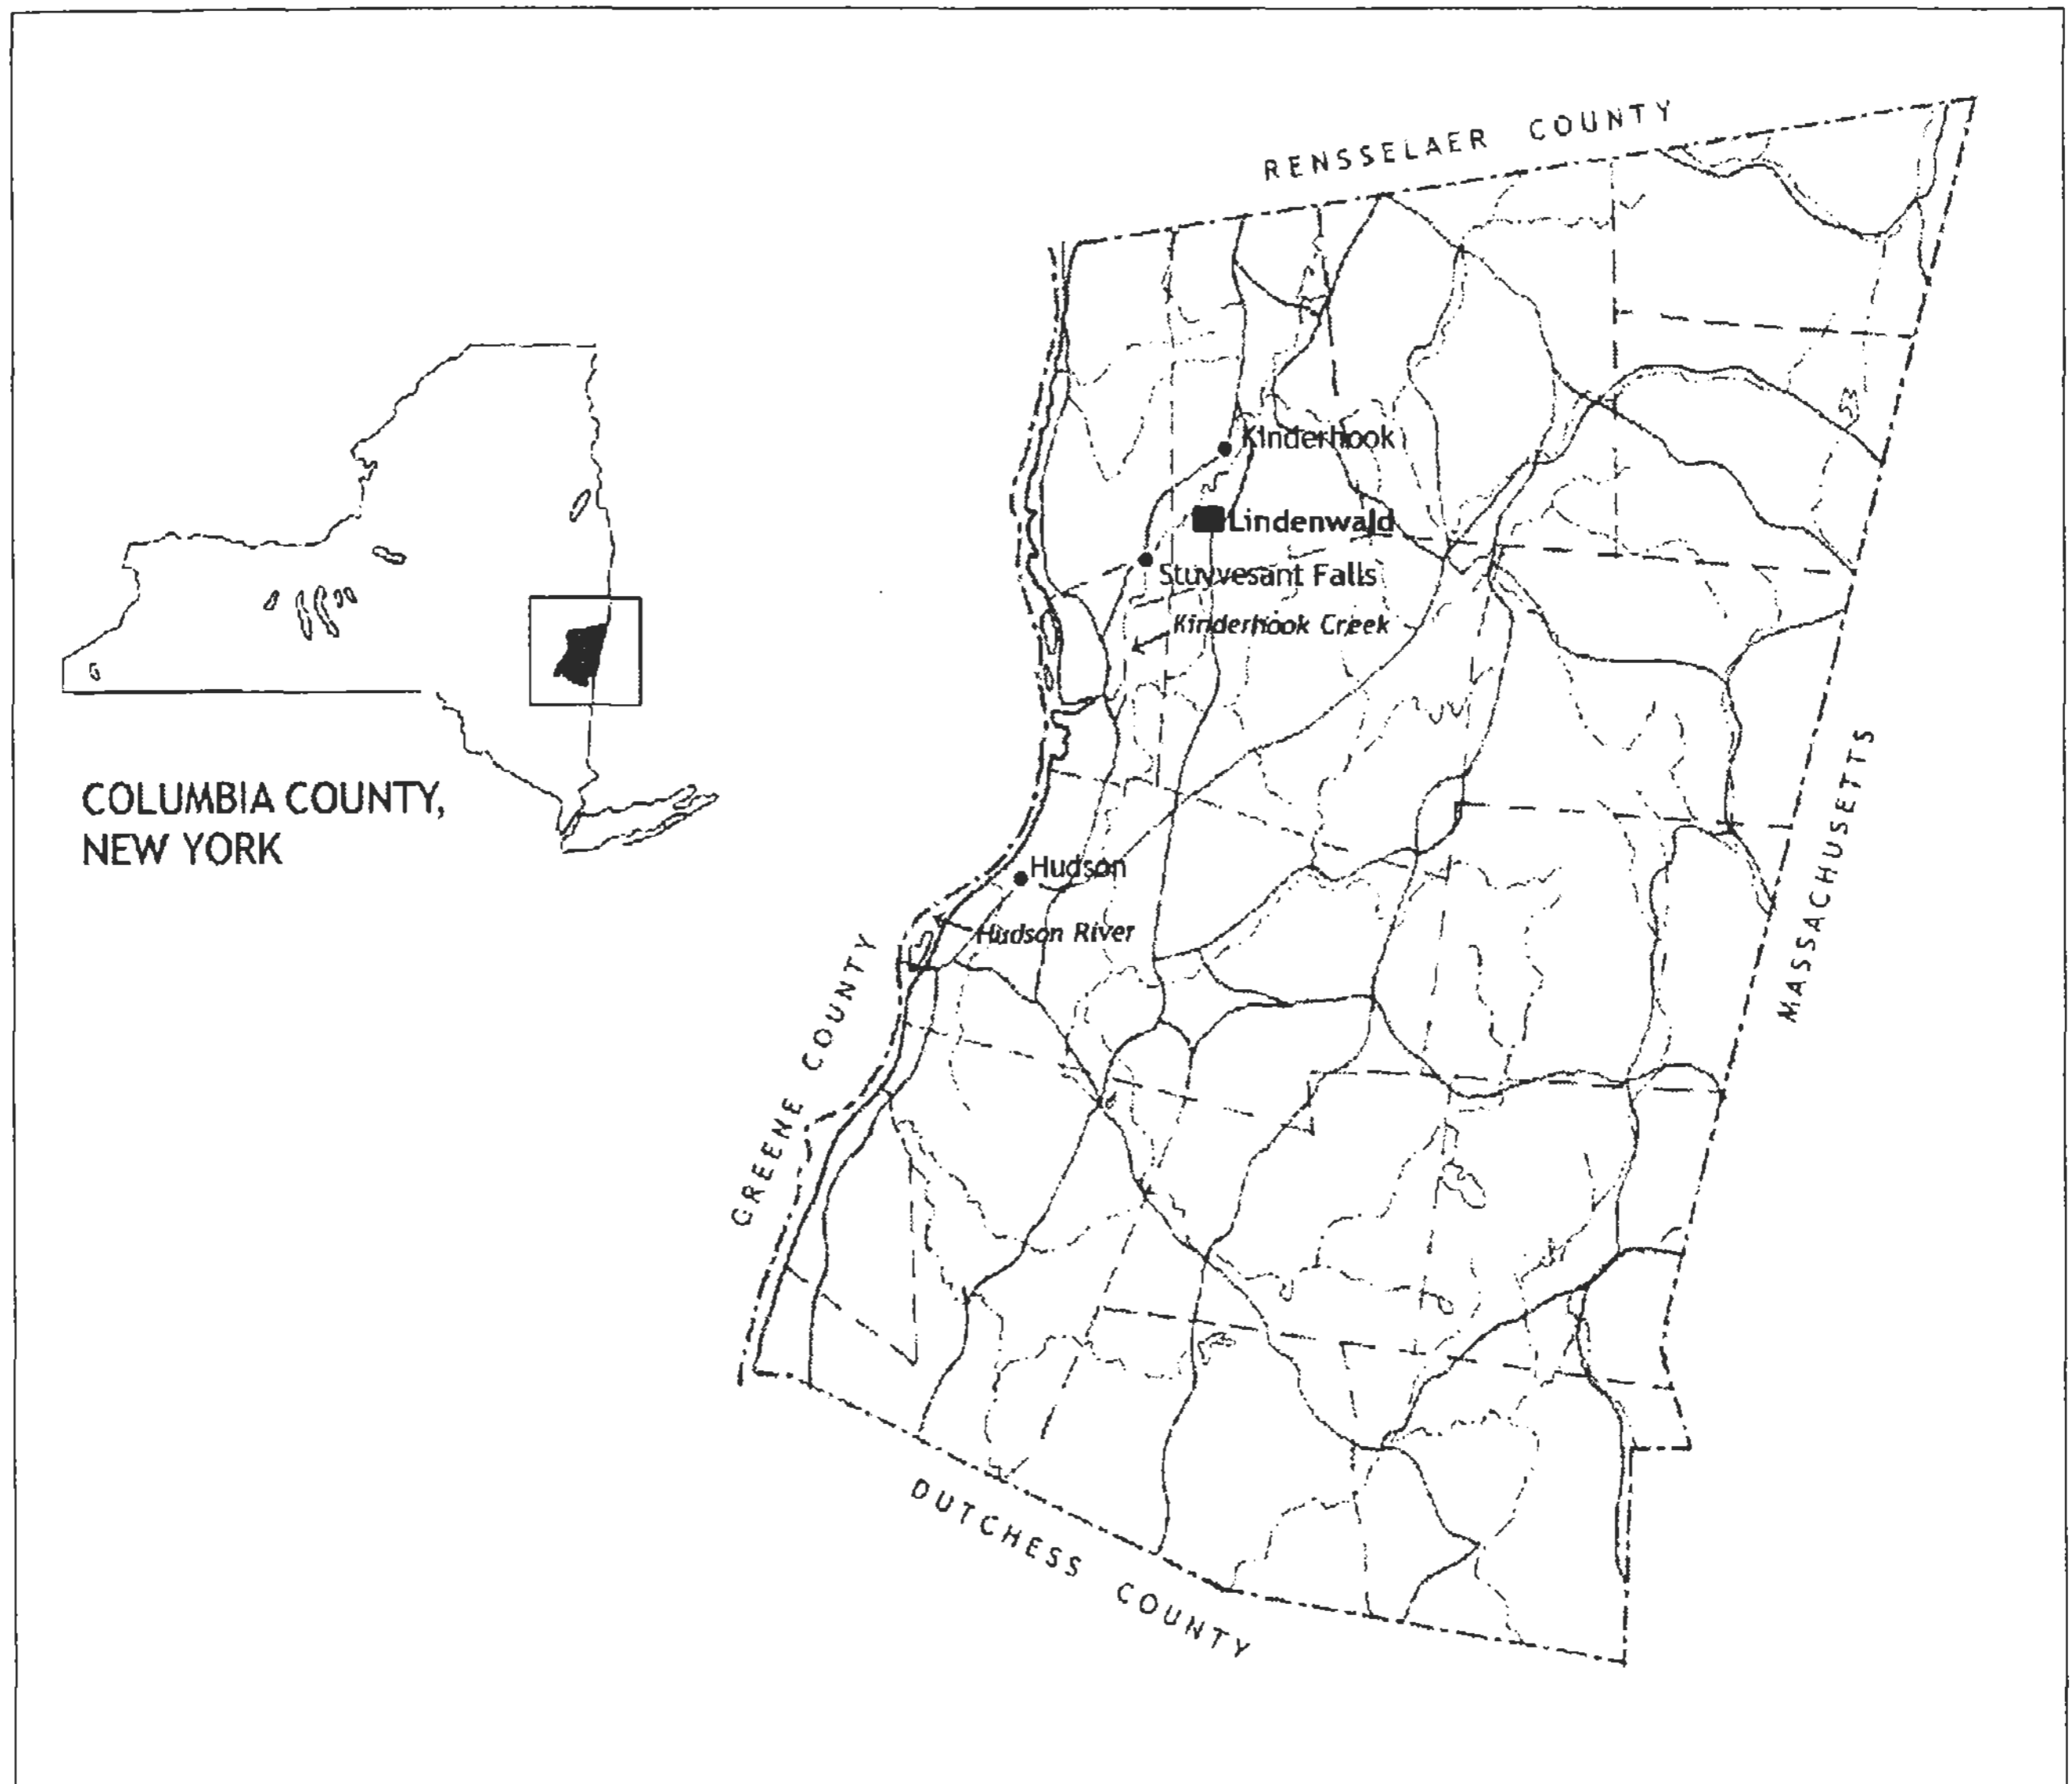 RENSSELAER COUNTY
Kinderhook
Lindenwald
Stuyvesant Falls
Kinderhook Creek
COLUMBIA COUNTY,
NEW YORK
MASSACHUSETTS
Hudson
Hudson River
GREENE COUNTY
DUTCHESS COUNTY